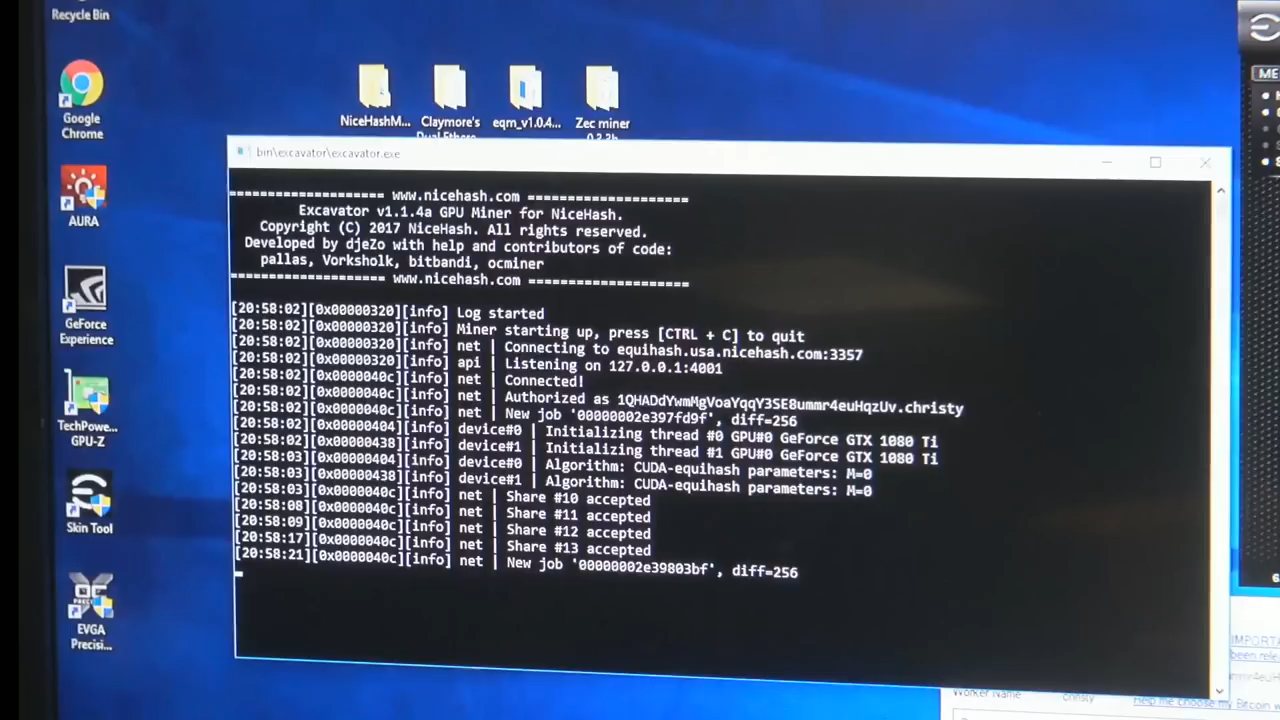 Recycle Bin
Google
Chrome
AURA
GeForce
Experience
TechPowe...
GPU-Z
Skin Tool
EVGA
Precisi...
NiceHashM...
Claymore's
eqm_v1.0.4...
Zec miner
bin\excavator\excavator.exe
=================== www.nicehash.com ===================
Excavator v1.1.4a GPU Miner for NiceHash.
Copyright (C) 2017 NiceHash. All rights reserved.
Developed by djeZo with help and contributors of code:
pallas, Vorksholk, bitbandi, ocminer
=================== www.nicehash.com ===================
[20:58:02][0x00000320][info] Log started
[20:58:02][0x00000320][info] Miner starting up, press [CTRL + C] to quit
[20:58:02][0x00000320][info] net | Connecting to equihash.usa.nicehash.com:3357
[20:58:02][0x00000320][info] api | Listening on 127.0.0.1:4001
[20:58:02][0x0000040c][info] net | Connected!
[20:58:02][0x0000040c][info] net | Authorized as 1QHADdYwmMgVoaYqqY3SE8ummr4euHqzUv.christy
[20:58:02][0x0000040c][info] net | New job '00000002e397fd9f', diff=256
[20:58:02][0x00000404][info] device#0 | Initializing thread #0 GPU#0 GeForce GTX 1080 Ti
[20:58:02][0x00000438][info] device#1 | Initializing thread #1 GPU#0 GeForce GTX 1080 Ti
[20:58:03][0x00000404][info] device#0 | Algorithm: CUDA-equihash parameters: M=0
[20:58:03][0x00000438][info] device#1 | Algorithm: CUDA-equihash parameters: M=0
[20:58:03][0x0000040c][info] net | Share #10 accepted
[20:58:08][0x0000040c][info] net | Share #11 accepted
[20:58:09][0x0000040c][info] net | Share #12 accepted
[20:58:17][0x0000040c][info] net | Share #13 accepted
[20:58:21][0x0000040c][info] net | New job '00000002e39803bf', diff=256
ME
IMPORTA
been rele
Worker Name christy
Help me choose my Bitcoin w